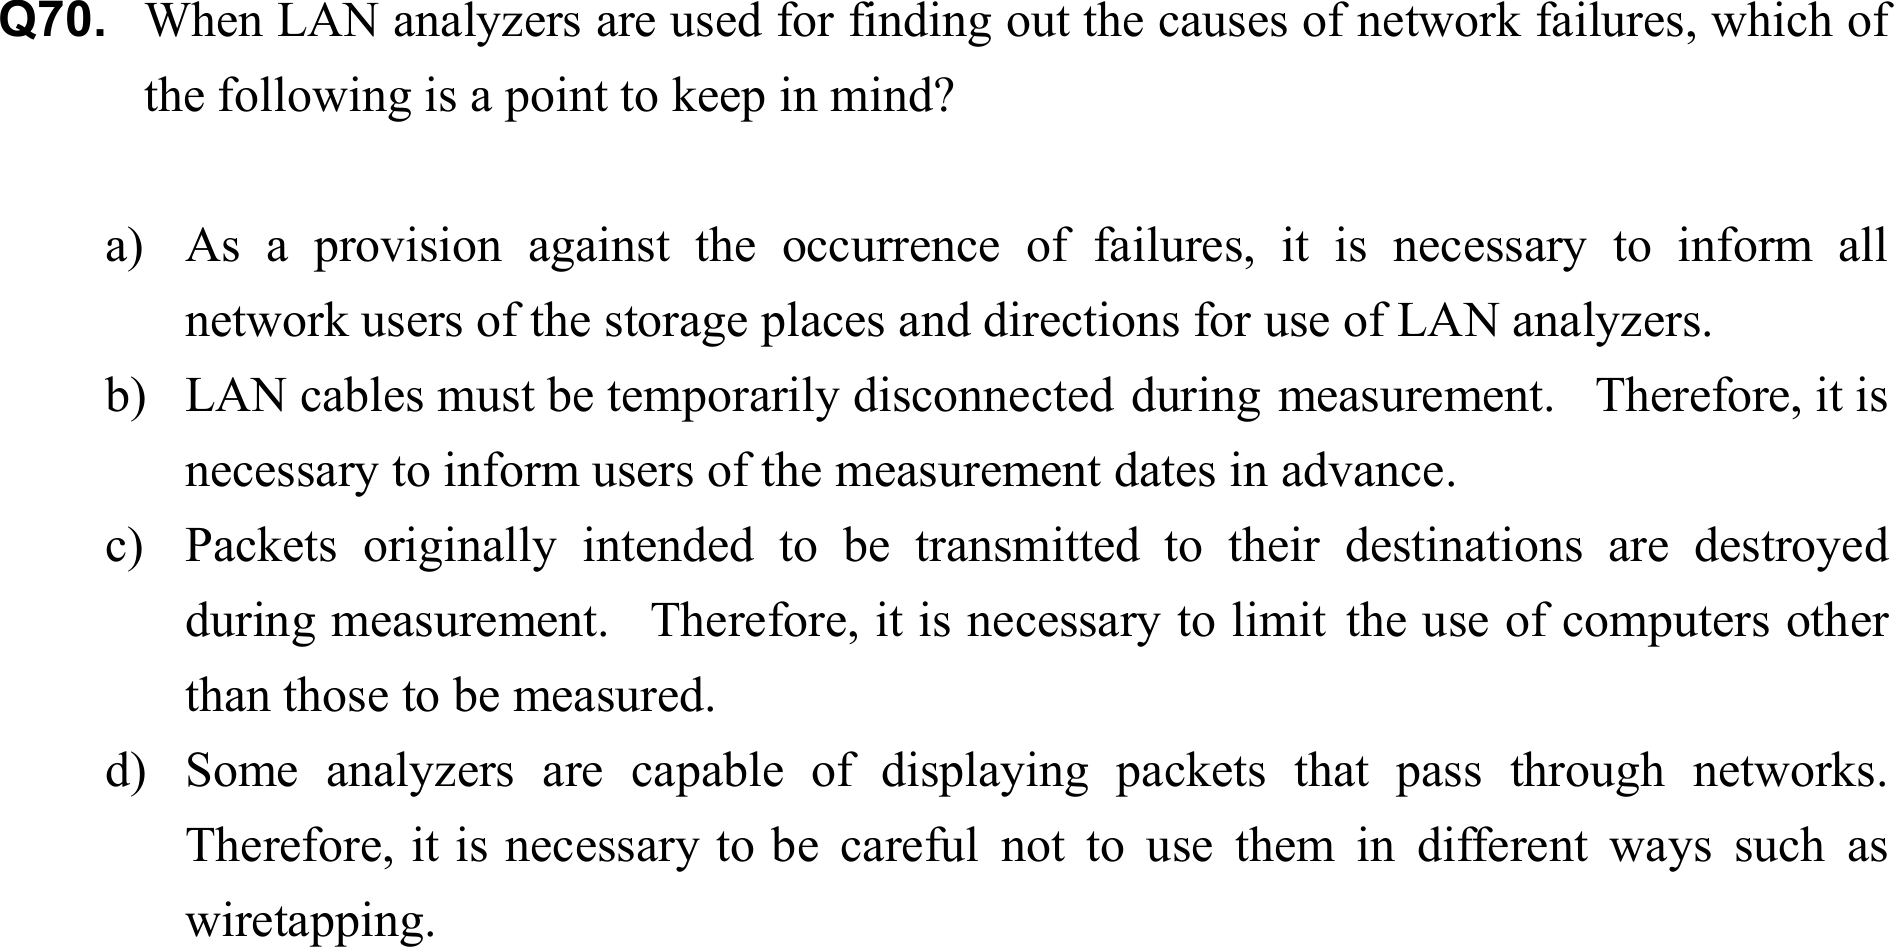 Q70. When LAN analyzers are used for finding out the causes of network failures, which of
the following is a point to keep in mind?
a) As a provision against the occurrence of failures, it is necessary to inform all
network users of the storage places and directions for use of LAN analyzers.
b) LAN cables must be temporarily disconnected during measurement. Therefore, it is
necessary to inform users of the measurement dates in advance.
c) Packets originally intended to be transmitted to their destinations are destroyed
during measurement. Therefore, it is necessary to limit the use of computers other
than those to be measured.
d) Some analyzers are capable of displaying packets that pass through networks.
Therefore, it is necessary to be careful not to use them in different ways such as
wiretapping.